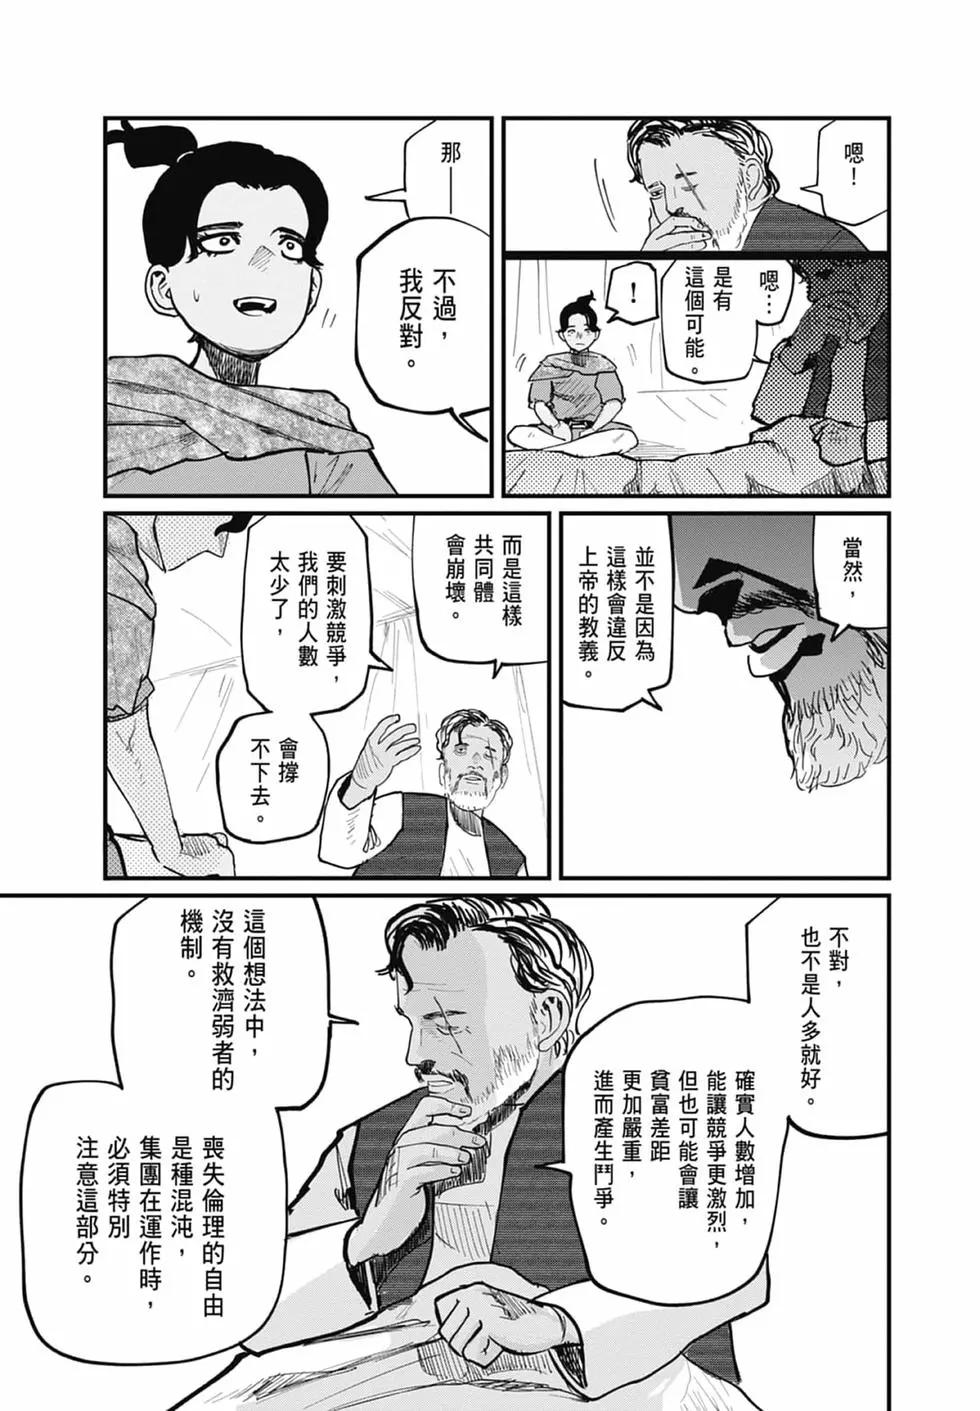 嗯！
嗯…
是有
這個可能。
！
那——
不過，
我反對。
當然，
並不是因為
這樣會違反
上帝的教義。
而是這樣
共同體
會崩壞。
要刺激競爭，
我們的人數
太少了，
會撐
不下去。
不對，
也不是人多就好。
確實人數增加，
能讓競爭更激烈，
但也可能會讓
貧富差距
更加嚴重，
進而產生鬥爭。
這個想法中，
沒有救濟弱者的
機制。
喪失倫理的自由
是種混沌，
集團在運作時，
必須特別
注意這部分。